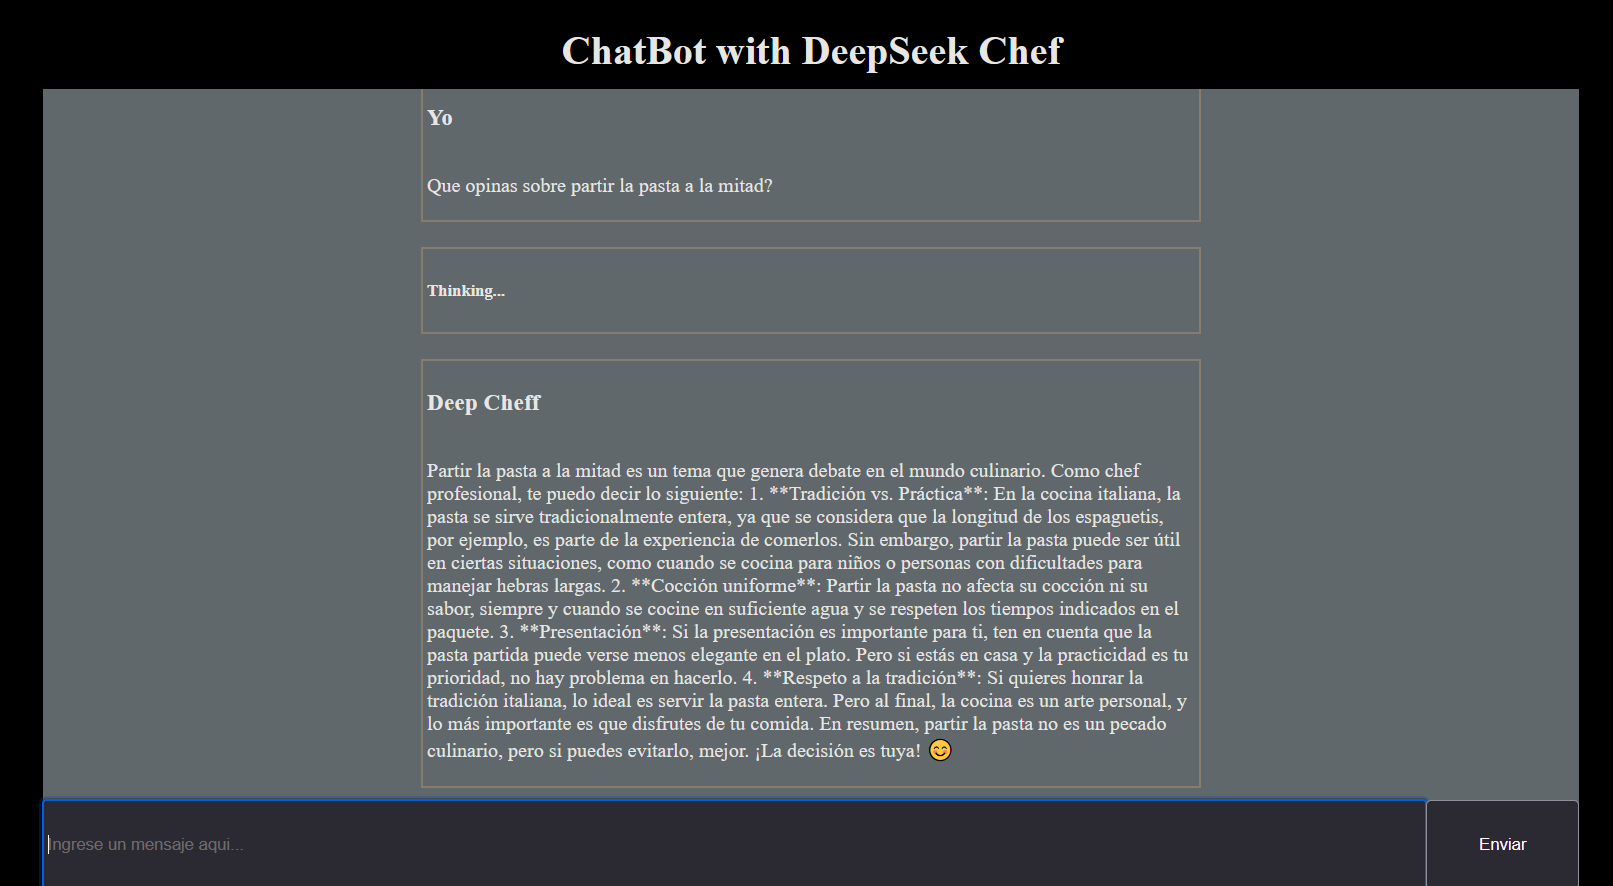 ChatBot with DeepSeek Chef
Yo
Que opinas sobre partir la pasta a la mitad?
Thinking...
Deep Cheff
Partir la pasta a la mitad es un tema que genera debate en el mundo culinario. Como chef
profesional, te puedo decir lo siguiente: 1. **Tradición vs. Práctica**: En la cocina italiana, la
pasta se sirve tradicionalmente entera, ya que se considera que la longitud de los espaguetis,
por ejemplo, es parte de la experiencia de comerlos. Sin embargo, partir la pasta puede ser útil
en ciertas situaciones, como cuando se cocina para niños o personas con dificultades para
manejar hebras largas. 2. **Cocción uniforme**: Partir la pasta no afecta su cocción ni su
sabor, siempre y cuando se cocine en suficiente agua y se respeten los tiempos indicados en el
paquete. 3. **Presentación**: Si la presentación es importante para ti, ten en cuenta que la
pasta partida puede verse menos elegante en el plato. Pero si estás en casa y la practicidad es tu
prioridad, no hay problema en hacerlo. 4. **Respeto a la tradición**: Si quieres honrar la
tradición italiana, lo ideal es servir la pasta entera. Pero al final, la cocina es un arte personal, y
lo más importante es que disfrutes de tu comida. En resumen, partir la pasta no es un pecado
culinario, pero si puedes evitarlo, mejor. ¡La decisión es tuya! 😊
Ingrese un mensaje aqui...
Enviar